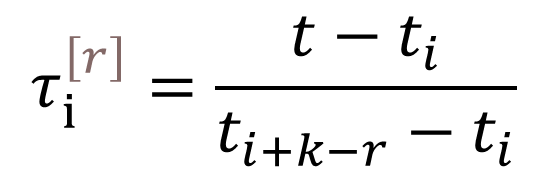 τ_i^[r] = (t − t_i) / (t_{i+k−r} − t_i)